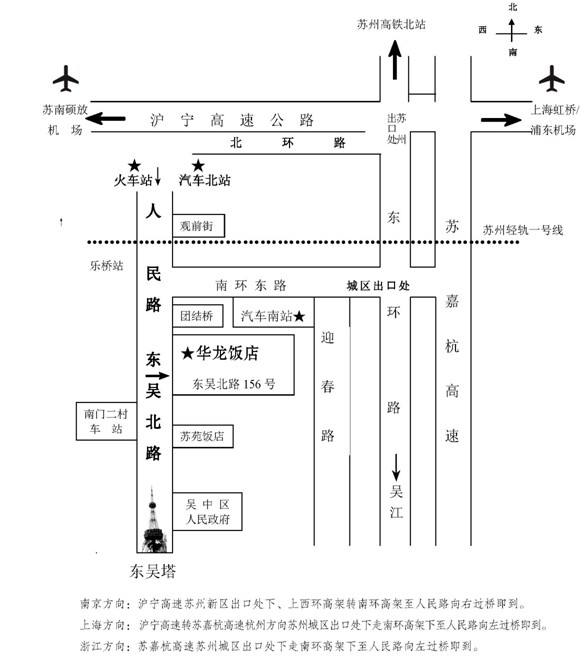 苏州高铁北站
北
西 东
南
苏南硕放
机场
沪宁高速公路
苏州
出口处
上海虹桥/
浦东机场
北环路
火车站
汽车北站
人民路
观前街
东环路
苏嘉杭高速
苏州轻轨一号线
乐桥站
南环东路
城区出口处
团结桥
汽车南站
迎春路
华龙饭店
东吴北路 156 号
东吴北路
南门二村
车站
苏苑饭店
吴江
吴中区
人民政府
东吴塔
南京方向：沪宁高速苏州新区出口处下、上西环高架转南环高架至人民路向右过桥即到。
上海方向：沪宁高速转苏嘉杭高速杭州方向苏州城区出口处下走南环高架下至人民路向左过桥即到。
浙江方向：苏嘉杭高速苏州城区出口处下走南环高架下至人民路向左过桥即到。